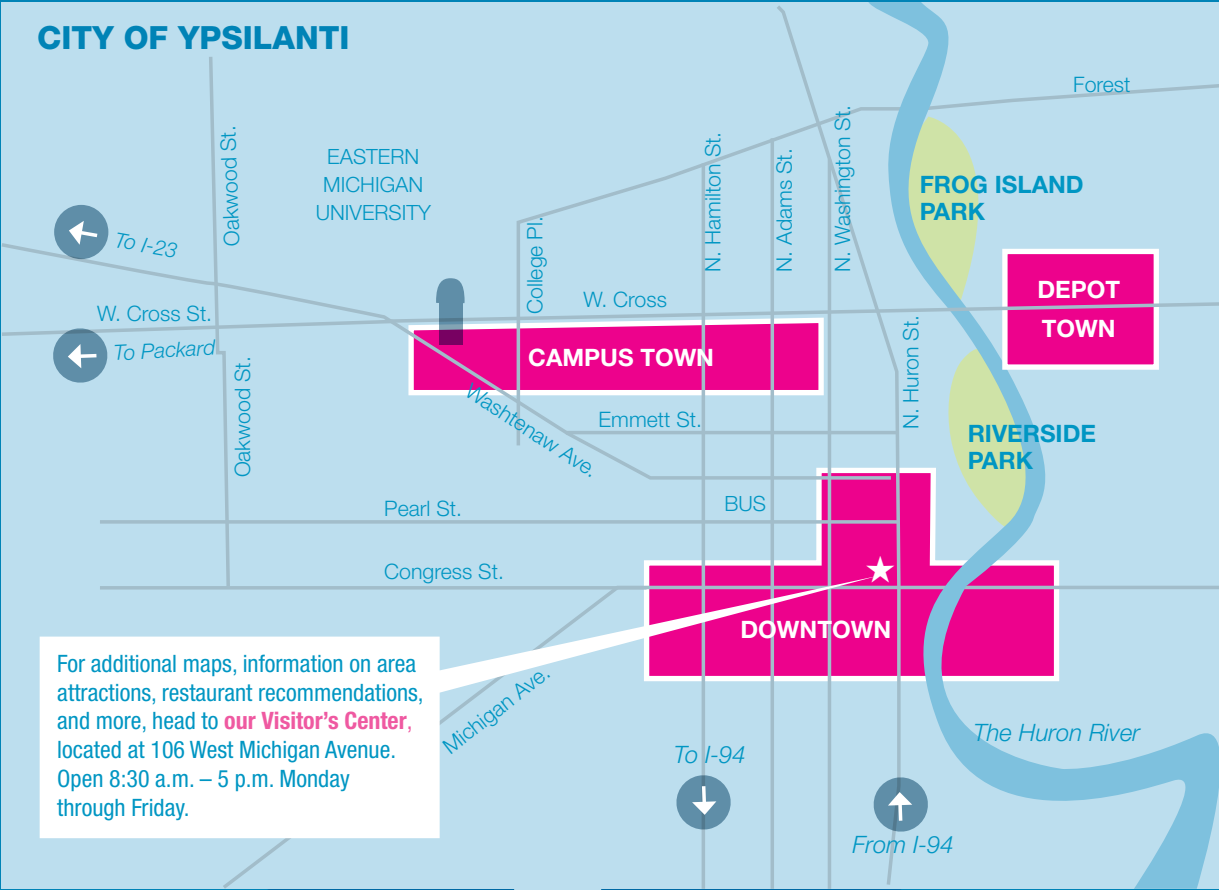 CITY OF YPSILANTI
Forest
Oakwood St.
EASTERN
MICHIGAN
UNIVERSITY
N. Hamilton St.
N. Adams St.
N. Washington St.
FROG ISLAND
PARK
To I-23
College Pl.
W. Cross St.
W. Cross
DEPOT
TOWN
To Packard
CAMPUS TOWN
N. Huron St.
Oakwood St.
Washtenaw Ave.
Emmett St.
RIVERSIDE
PARK
Pearl St.
BUS
Congress St.
DOWNTOWN
For additional maps, information on area
attractions, restaurant recommendations,
and more, head to our Visitor's Center,
located at 106 West Michigan Avenue.
Open 8:30 a.m. – 5 p.m. Monday
through Friday.
Michigan Ave.
The Huron River
To I-94
From I-94